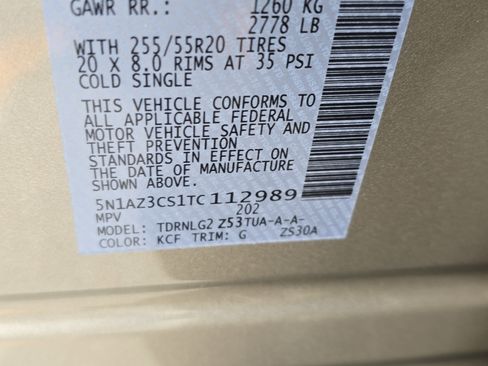 GAWR RR.: 1260 KG
2778 LB
WITH 255/55R20 TIRES
20 X 8.0 RIMS AT 35 PSI
COLD SINGLE
THIS VEHICLE CONFORMS TO
ALL APPLICABLE FEDERAL
MOTOR VEHICLE SAFETY AND
THEFT PREVENTION
STANDARDS IN EFFECT ON
THE DATE OF MANUFACTURE
SHOWN ABOVE.
5N1AZ3CS1TC112989
MPV 202
MODEL: TDRNLG2 Z53TUA-A-A-
COLOR: KCF TRIM: G ZS30A